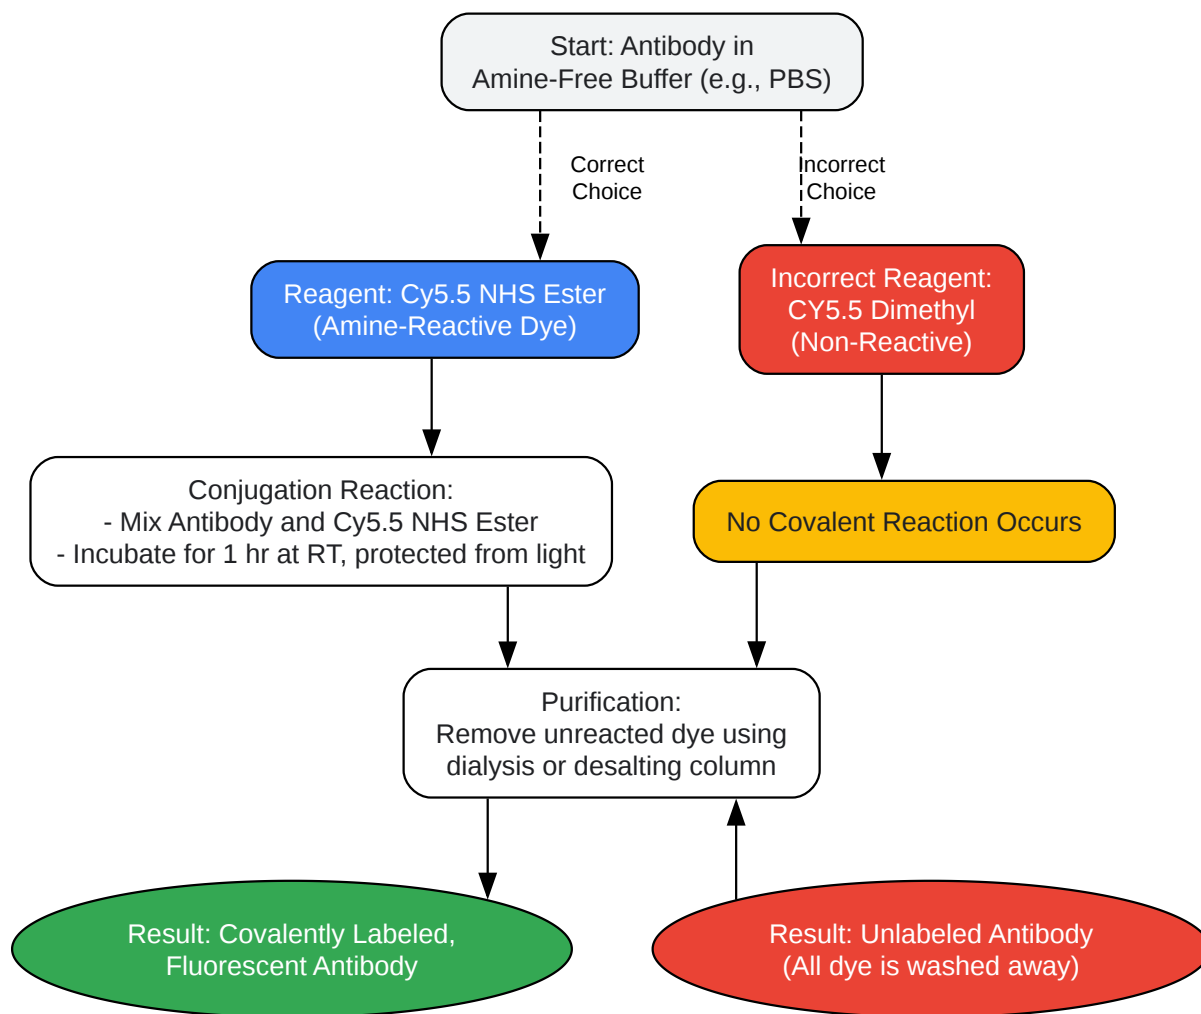 Start: Antibody in
Amine-Free Buffer (e.g., PBS)
Correct
Choice
Incorrect
Choice
Reagent: Cy5.5 NHS Ester
(Amine-Reactive Dye)
Incorrect Reagent:
CY5.5 Dimethyl
(Non-Reactive)
Conjugation Reaction:
- Mix Antibody and Cy5.5 NHS Ester
- Incubate for 1 hr at RT, protected from light
No Covalent Reaction Occurs
Purification:
Remove unreacted dye using
dialysis or desalting column
Result: Covalently Labeled,
Fluorescent Antibody
Result: Unlabeled Antibody
(All dye is washed away)